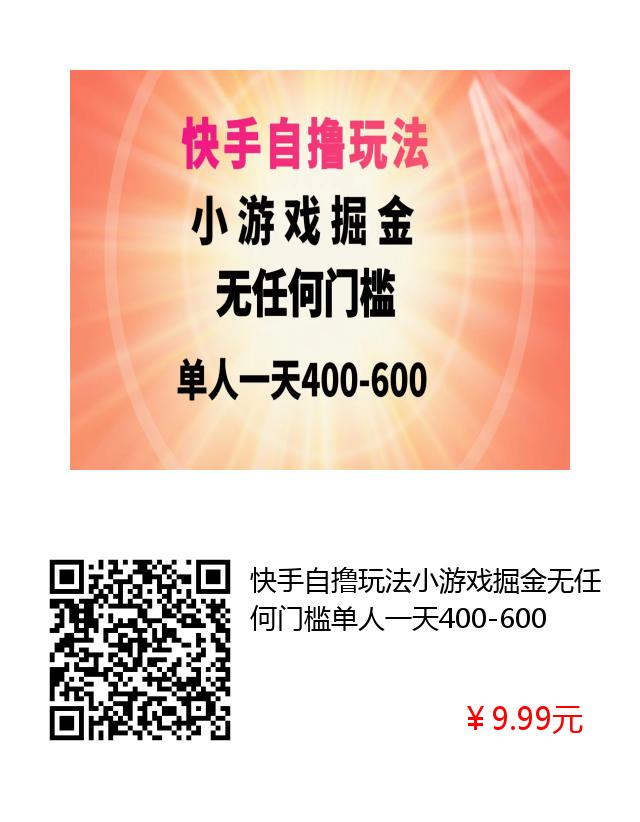 快手自撸玩法
小游戏掘金
无任何门槛
单人一天400-600
快手自撸玩法小游戏掘金无任
何门槛单人一天400-600
¥9.99元